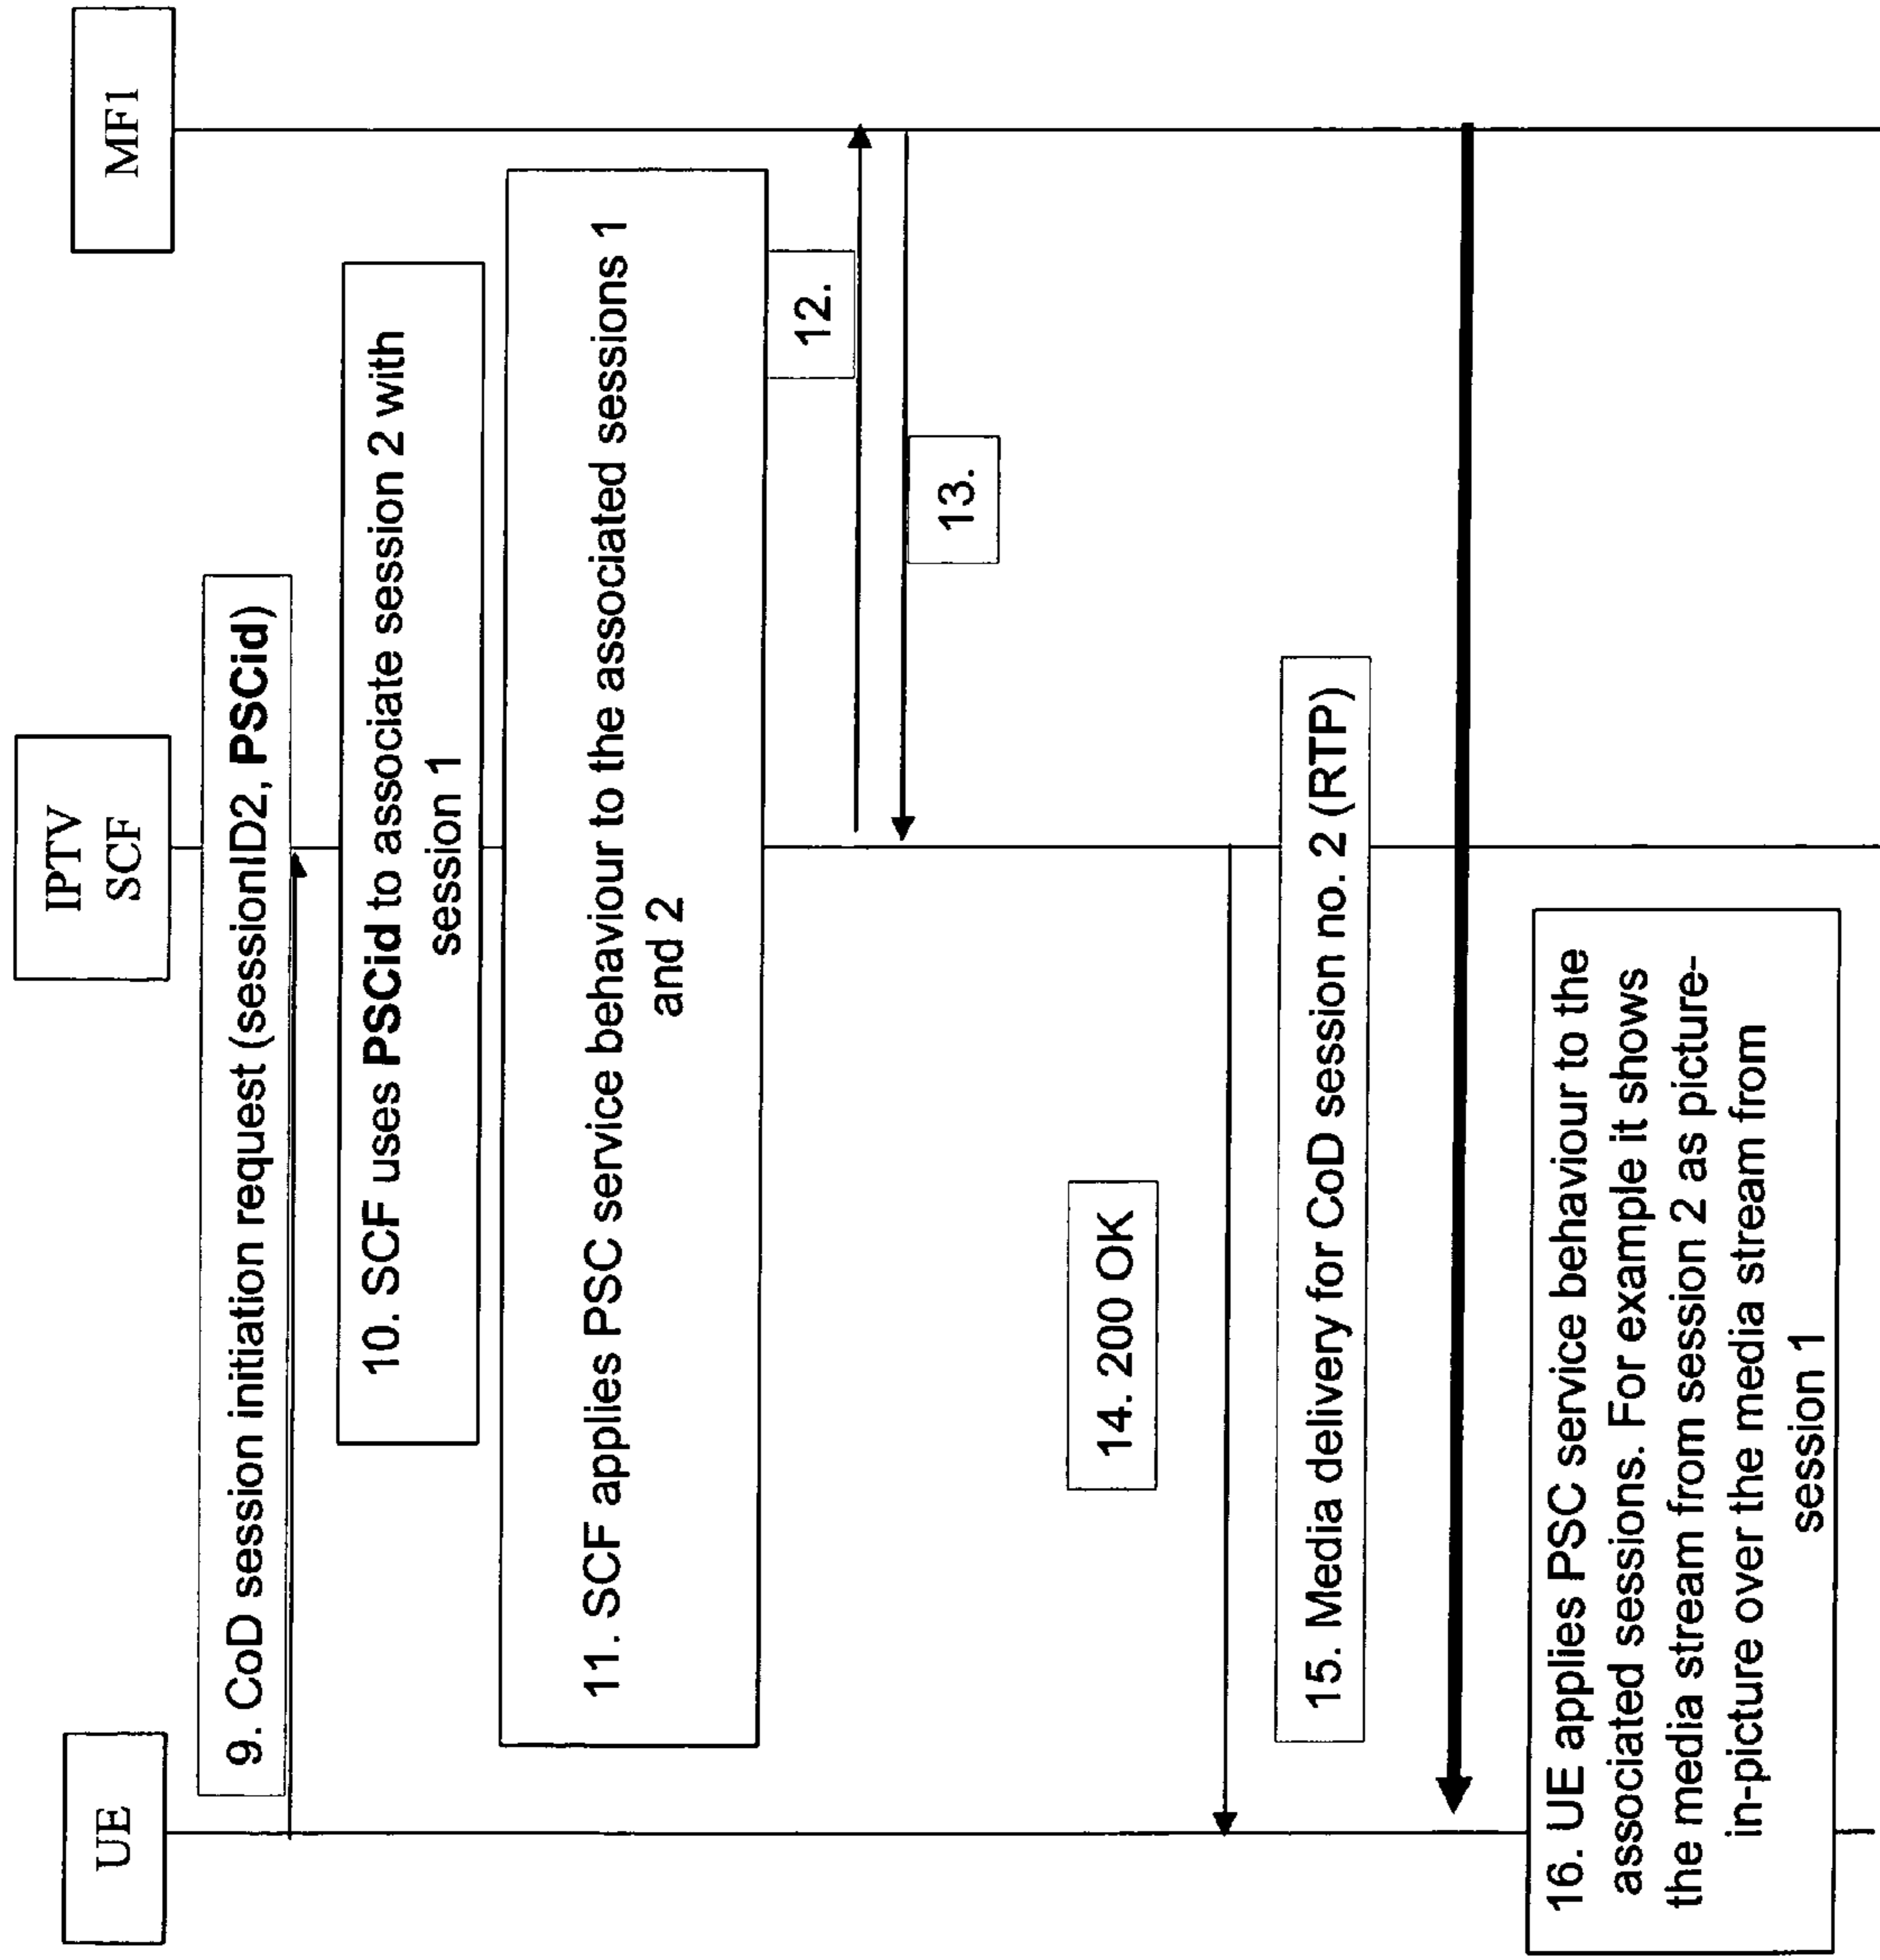 UE
IPTV
SCF
MF1
9. CoD session initiation request (sessionID2, PSCid)
10. SCF uses PSCid to associate session 2 with
session 1
11. SCF applies PSC service behaviour to the associated sessions 1
and 2
12.
13.
14. 200 OK
15. Media delivery for CoD session no. 2 (RTP)
16. UE applies PSC service behaviour to the
associated sessions. For example it shows
the media stream from session 2 as picture-
in-picture over the media stream from
session 1